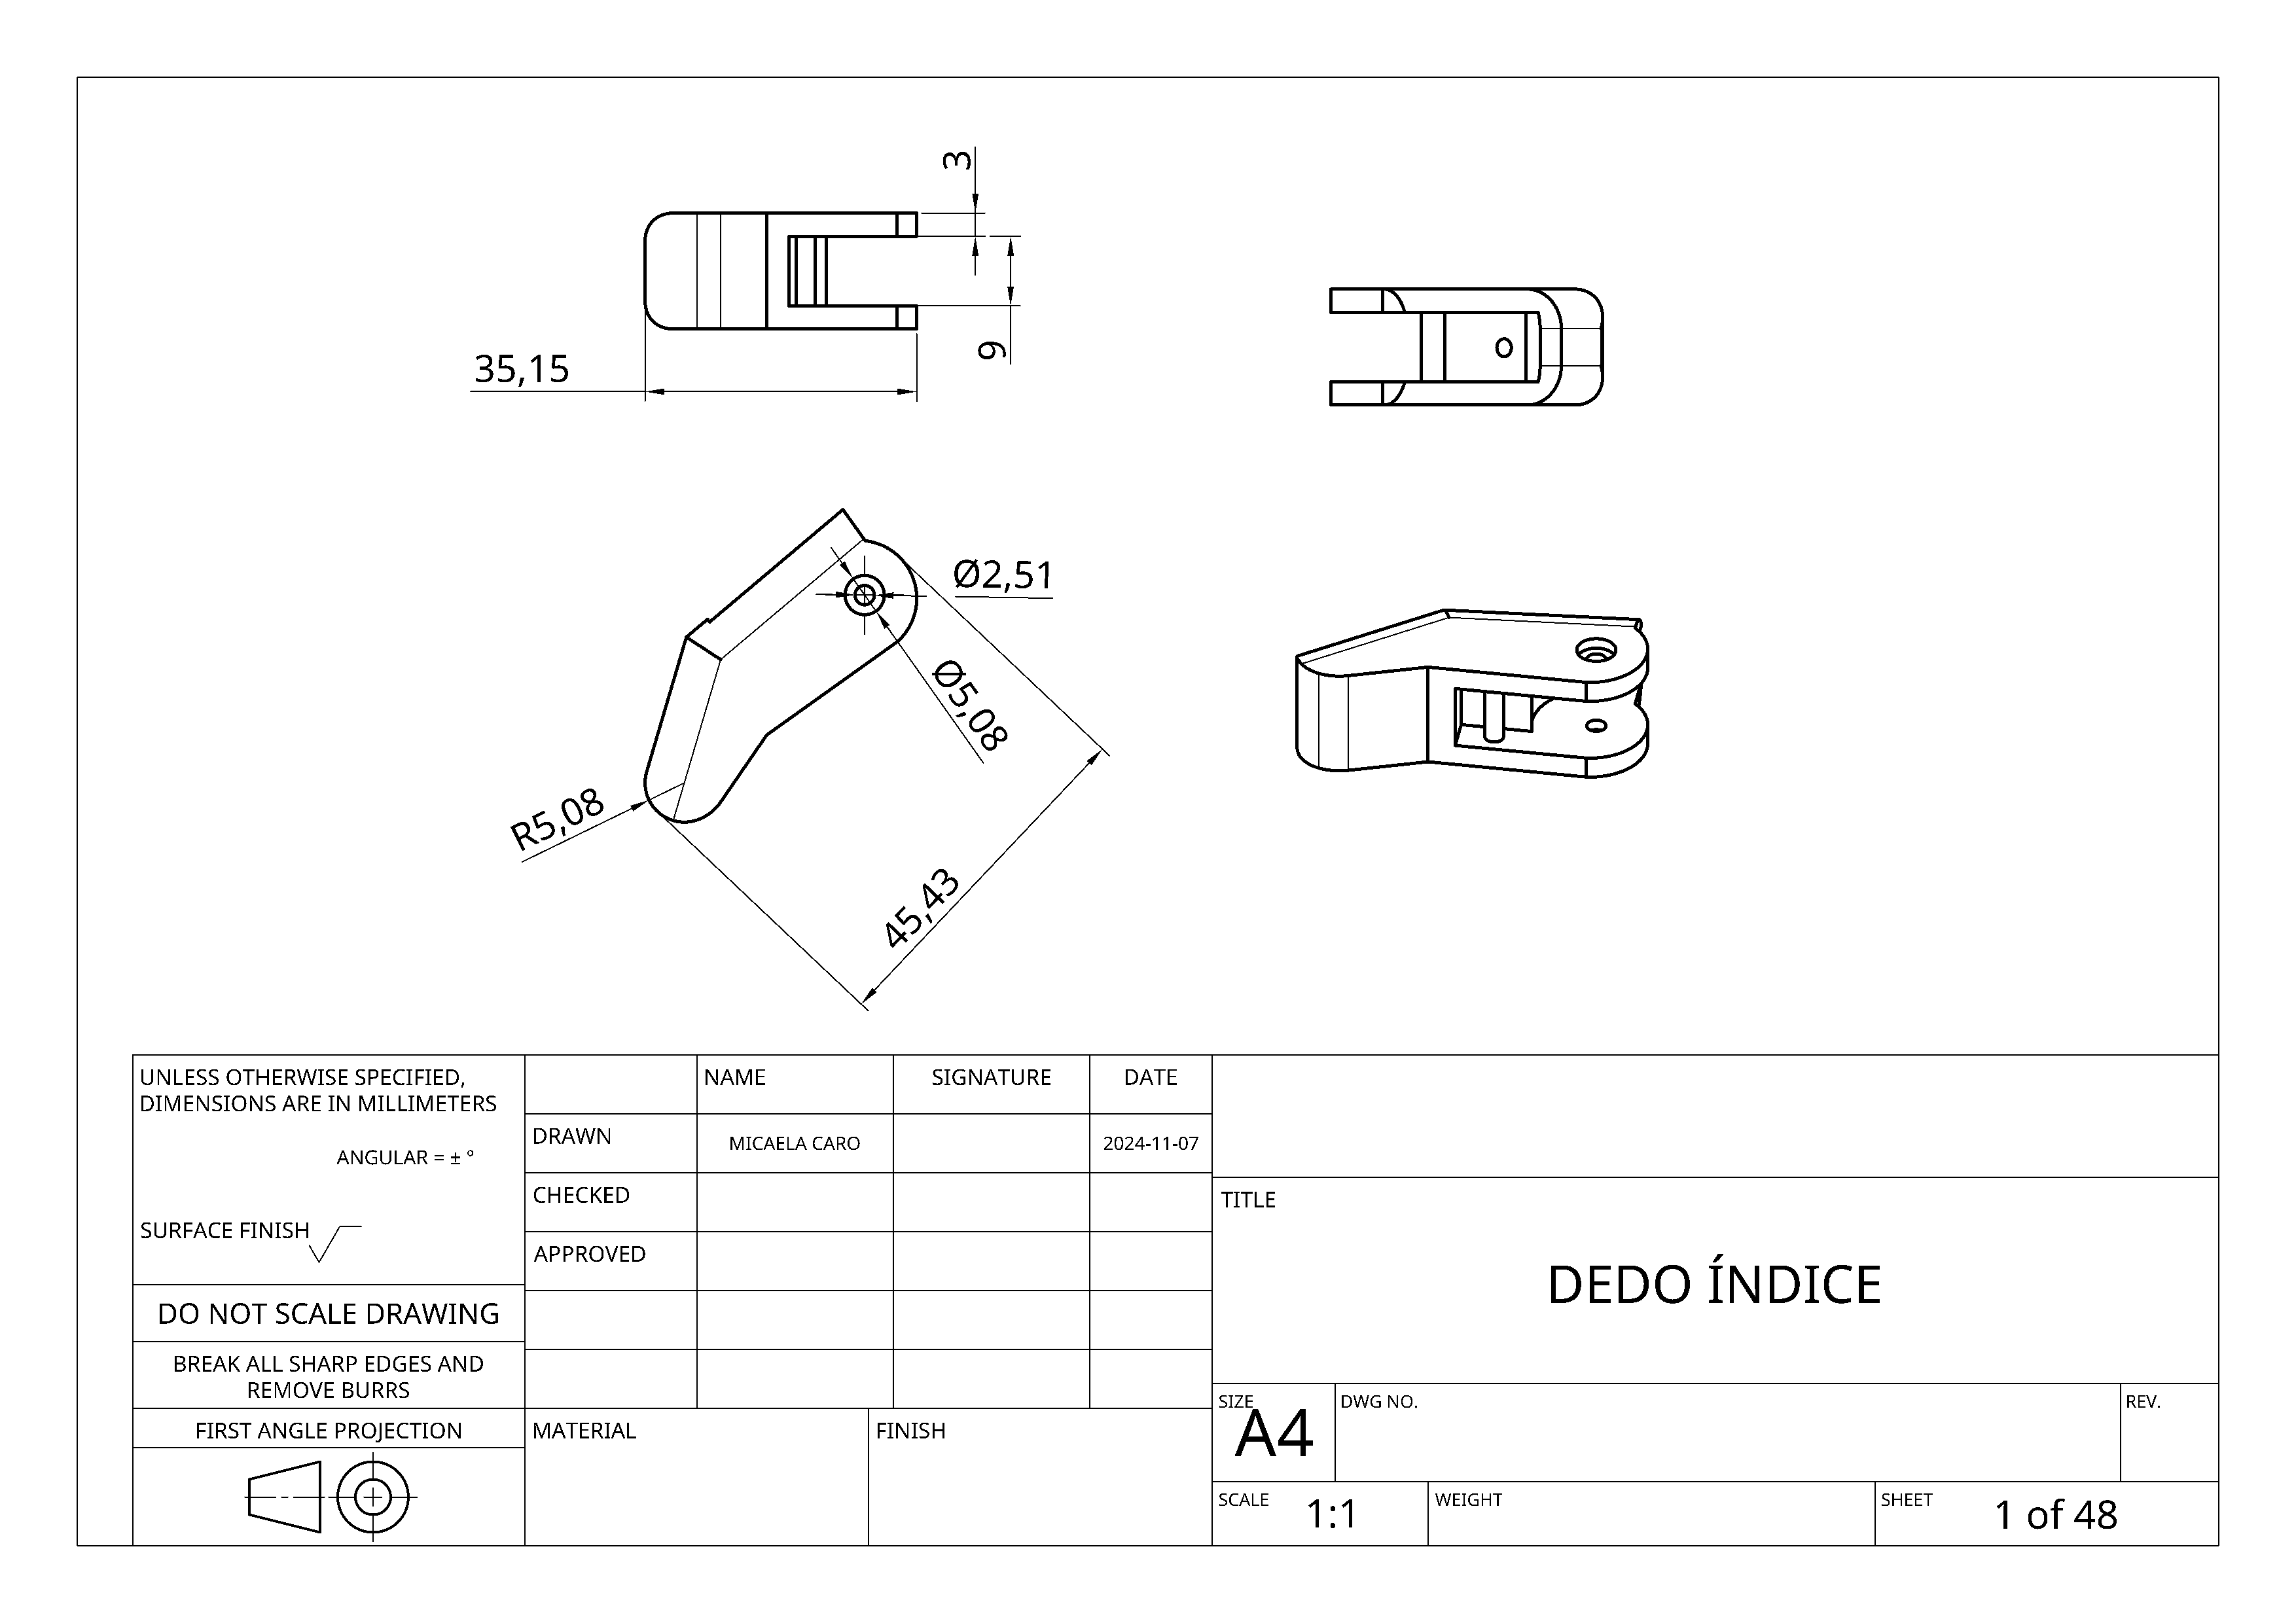 3
9
35,15
Ø2,51
Ø5,08
R5,08
45,43
UNLESS OTHERWISE SPECIFIED,
DIMENSIONS ARE IN MILLIMETERS
ANGULAR = ± °
SURFACE FINISH
DO NOT SCALE DRAWING
BREAK ALL SHARP EDGES AND
REMOVE BURRS
FIRST ANGLE PROJECTION
NAME SIGNATURE DATE
DRAWN MICAELA CARO 2024-11-07
CHECKED
APPROVED
MATERIAL FINISH
TITLE
DEDO ÍNDICE
SIZE DWG NO. REV.
A4
SCALE 1:1 WEIGHT SHEET 1 of 48